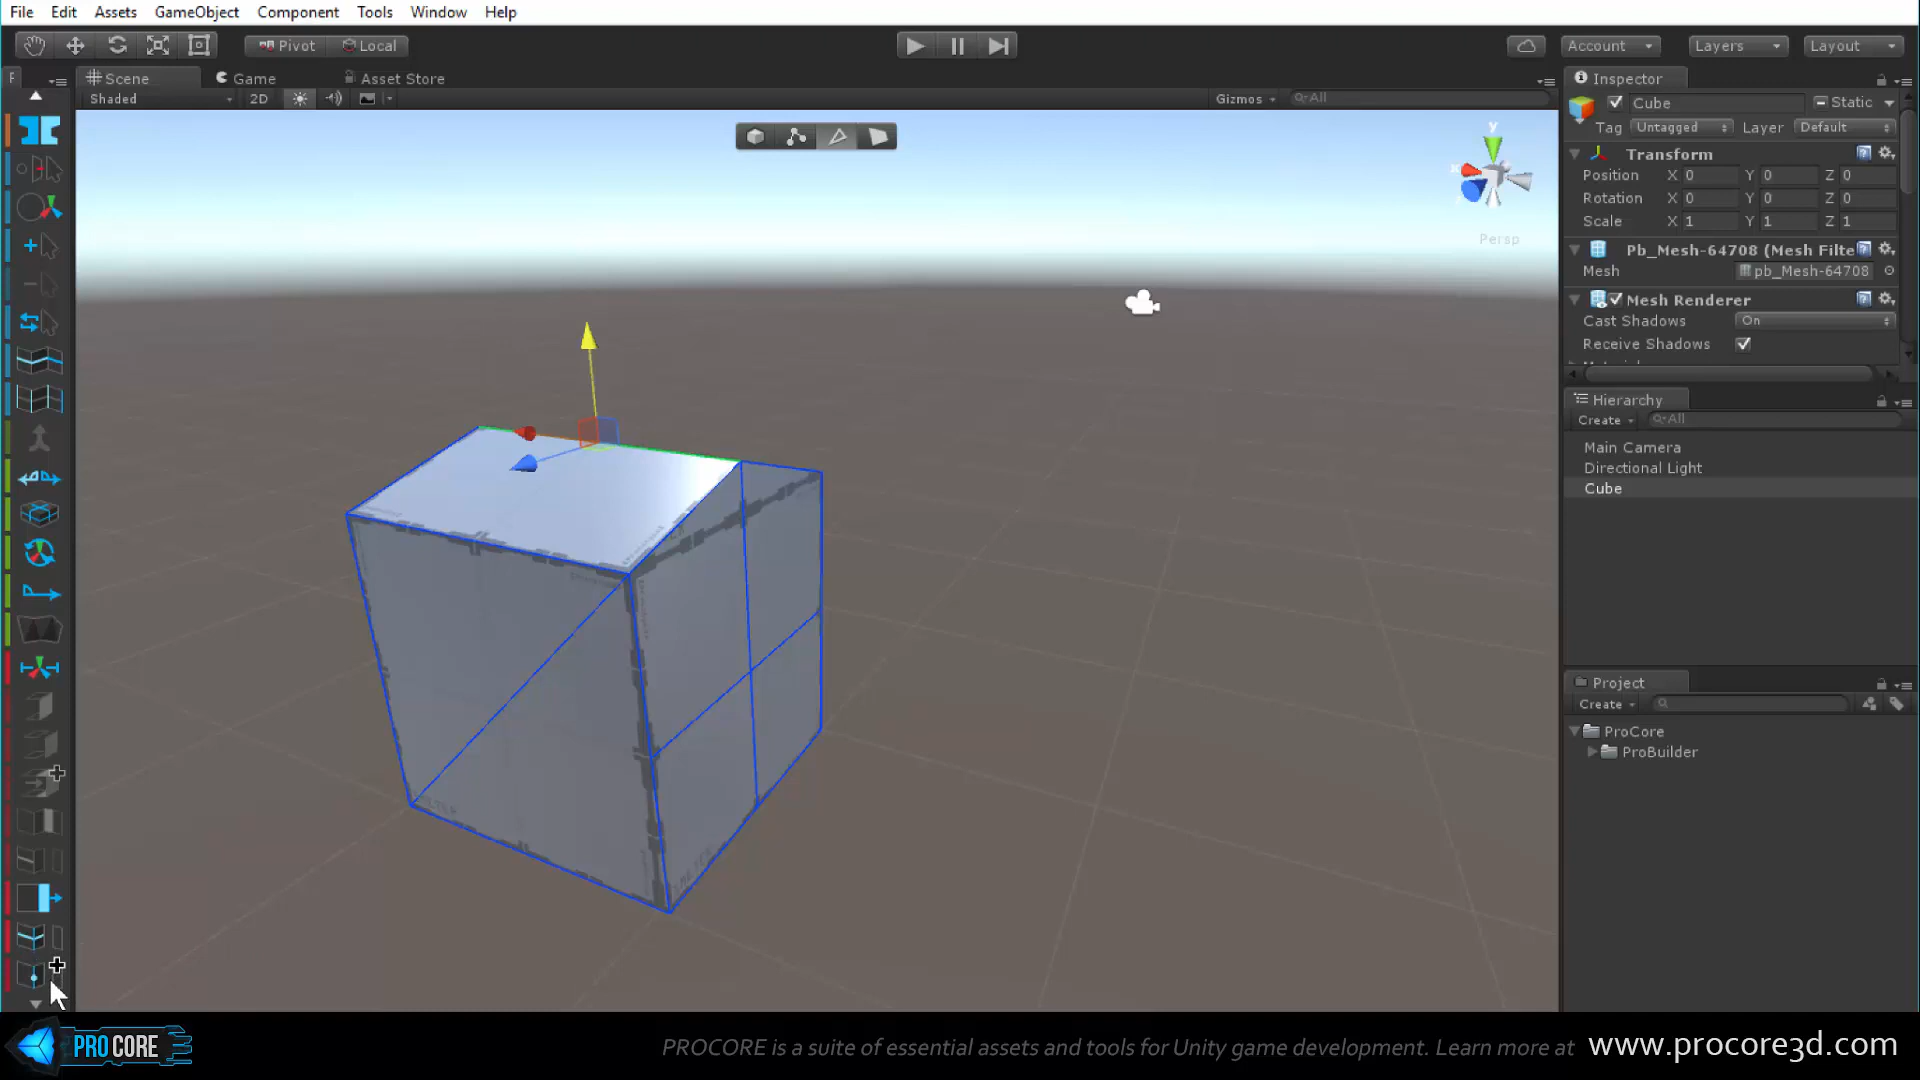 File Edit Assets GameObject Component Tools Window Help
Pivot Local
Account Layers Layout
F
Scene Game Asset Store
Shaded 2D Gizmos All
Persp
Inspector
Cube Static
Tag Untagged Layer Default
Transform
Position X 0 Y 0 Z 0
Rotation X 0 Y 0 Z 0
Scale X 1 Y 1 Z 1
Pb_Mesh-64708 (Mesh Filte
Mesh pb_Mesh-64708
Mesh Renderer
Cast Shadows On
Receive Shadows
Hierarchy
Create All
Main Camera
Directional Light
Cube
Project
Create
ProCore
ProBuilder
PROCORE
PROCORE is a suite of essential assets and tools for Unity game development. Learn more at www.procore3d.com